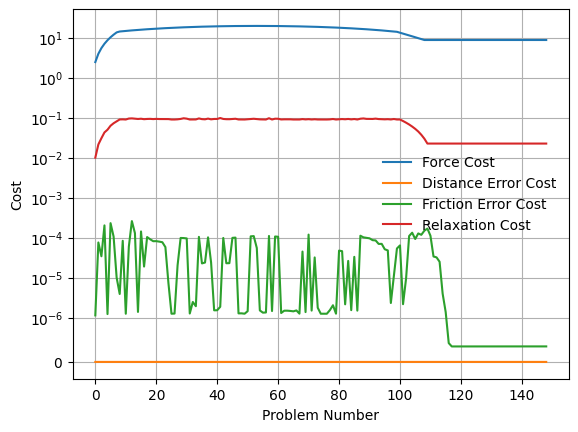 10¹
10⁰
10⁻¹
10⁻²
10⁻³
10⁻⁴
10⁻⁵
10⁻⁶
0
Cost
Force Cost
Distance Error Cost
Friction Error Cost
Relaxation Cost
0 20 40 60 80 100 120 140
Problem Number